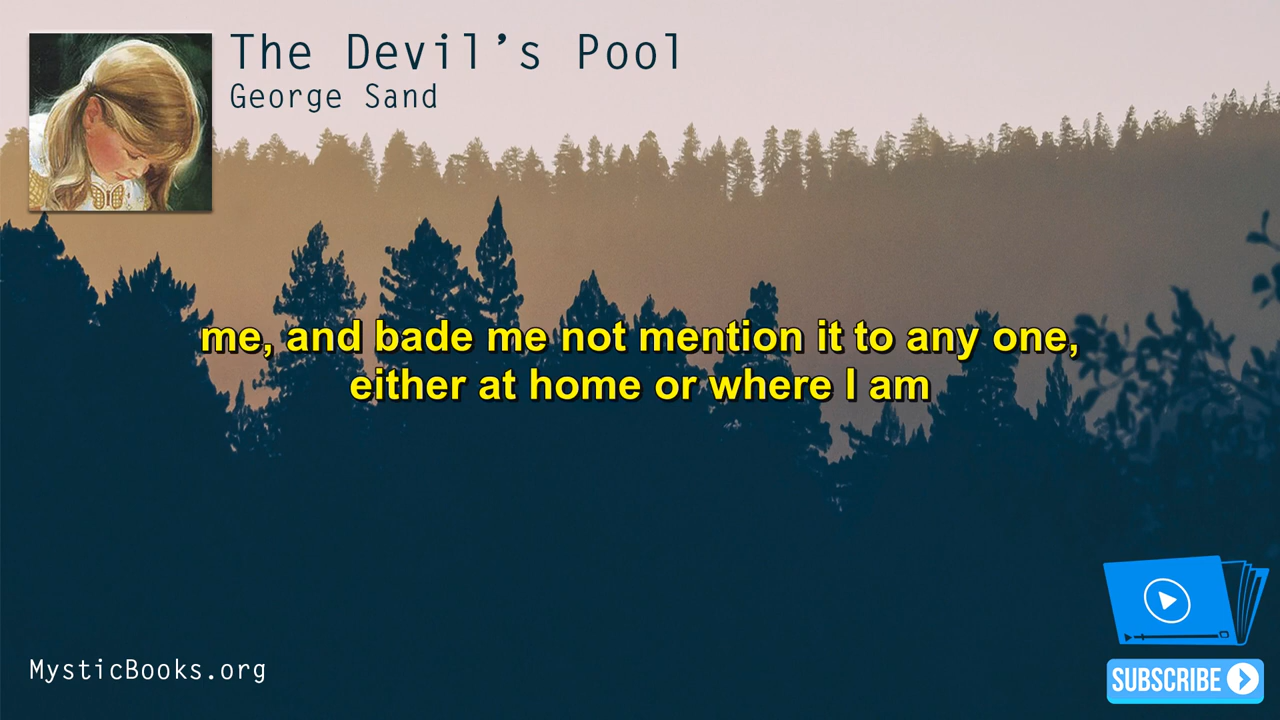 The Devil’s Pool
George Sand
me, and bade me not mention it to any one,
either at home or where I am
MysticBooks.org
SUBSCRIBE